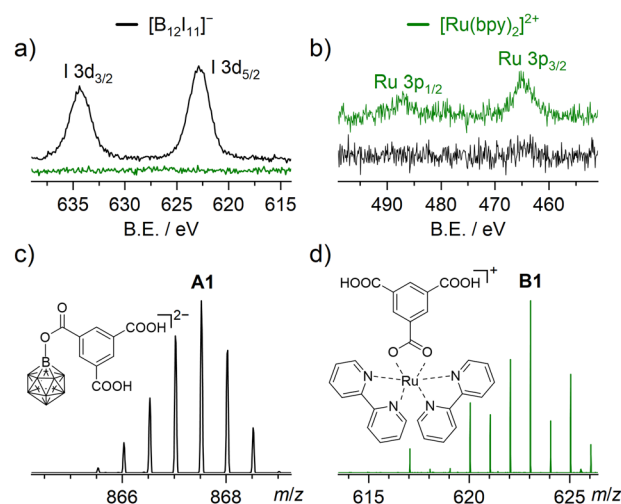 [B₁₂I₁₁]⁻
[Ru(bpy)₂]²⁺
a)
I 3d₃/₂
I 3d₅/₂
635 630 625 620 615
B.E. / eV
b)
Ru 3p₁/₂
Ru 3p₃/₂
490 480 470 460
B.E. / eV
c)
A1
O
O
B
COOH
COOH
2−
866 868 m/z
d)
B1
HOOC
COOH
+
O
O
Ru
N
N
N
N
615 620 625 m/z